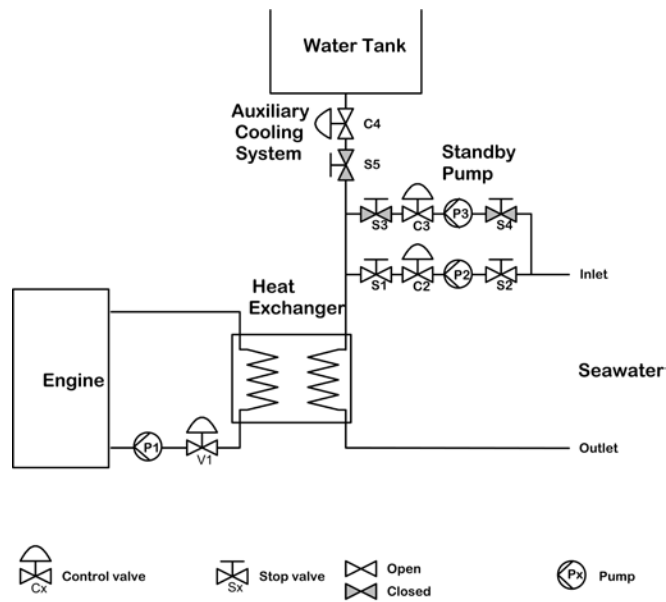 Water Tank
Auxiliary
Cooling
System
C4
S5
Standby
Pump
P3
S3
C3
S4
P2
S1
C2
S2
Inlet
Heat
Exchanger
Engine
Seawater
P1
V1
Outlet
Cx
Control valve
Sx
Stop valve
Open
Closed
Px
Pump